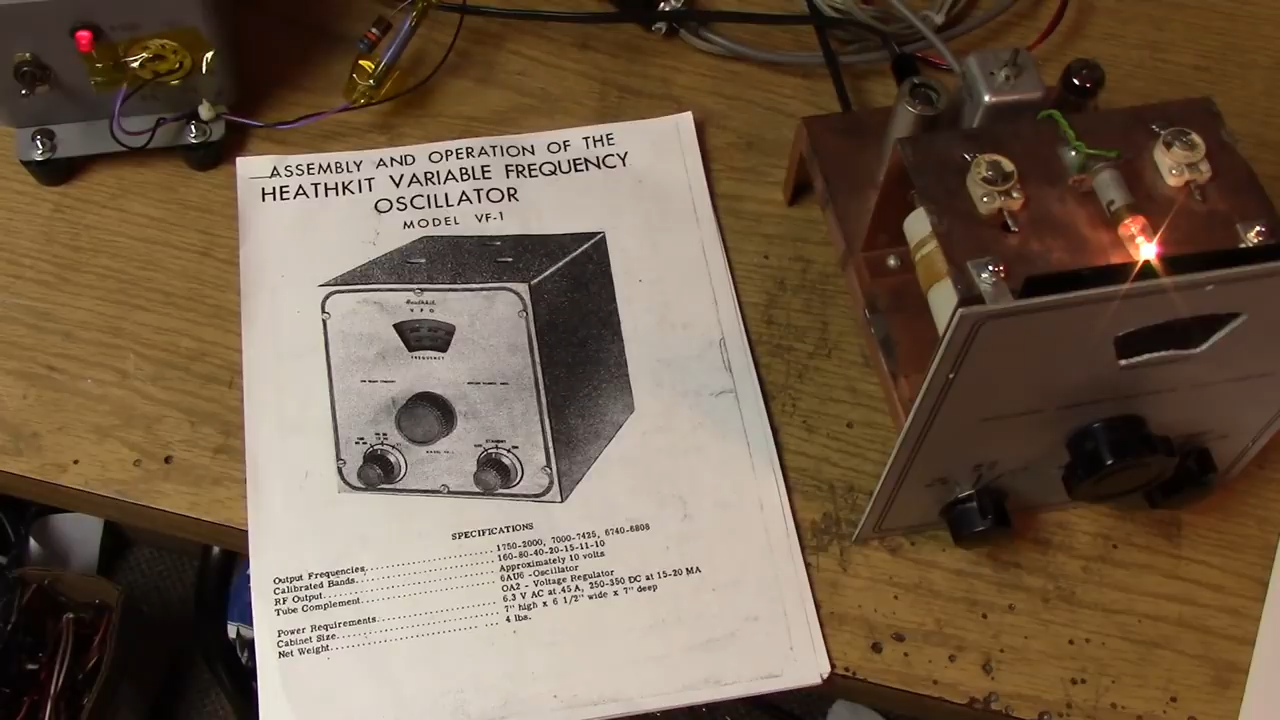 ASSEMBLY AND OPERATION OF THE
HEATHKIT VARIABLE FREQUENCY
OSCILLATOR
MODEL VF-1
Heathkit
VFO
FREQUENCY
STANDBY
SPECIFICATIONS
Output Frequencies.......................... 1750-2000, 7000-7425, 6740-6808
Calibrated Bands............................ 160-80-40-20-15-11-10
RF Output................................... Approximately 10 volts
Tube Complement............................. 6AU6 -Oscillator
OA2 - Voltage Regulator
Power Requirements.......................... 6.3 V AC at .45 A, 250-350 DC at 15-20 MA
Cabinet Size................................ 7" high x 6 1/2" wide x 7" deep
Net Weight.................................. 4 lbs.